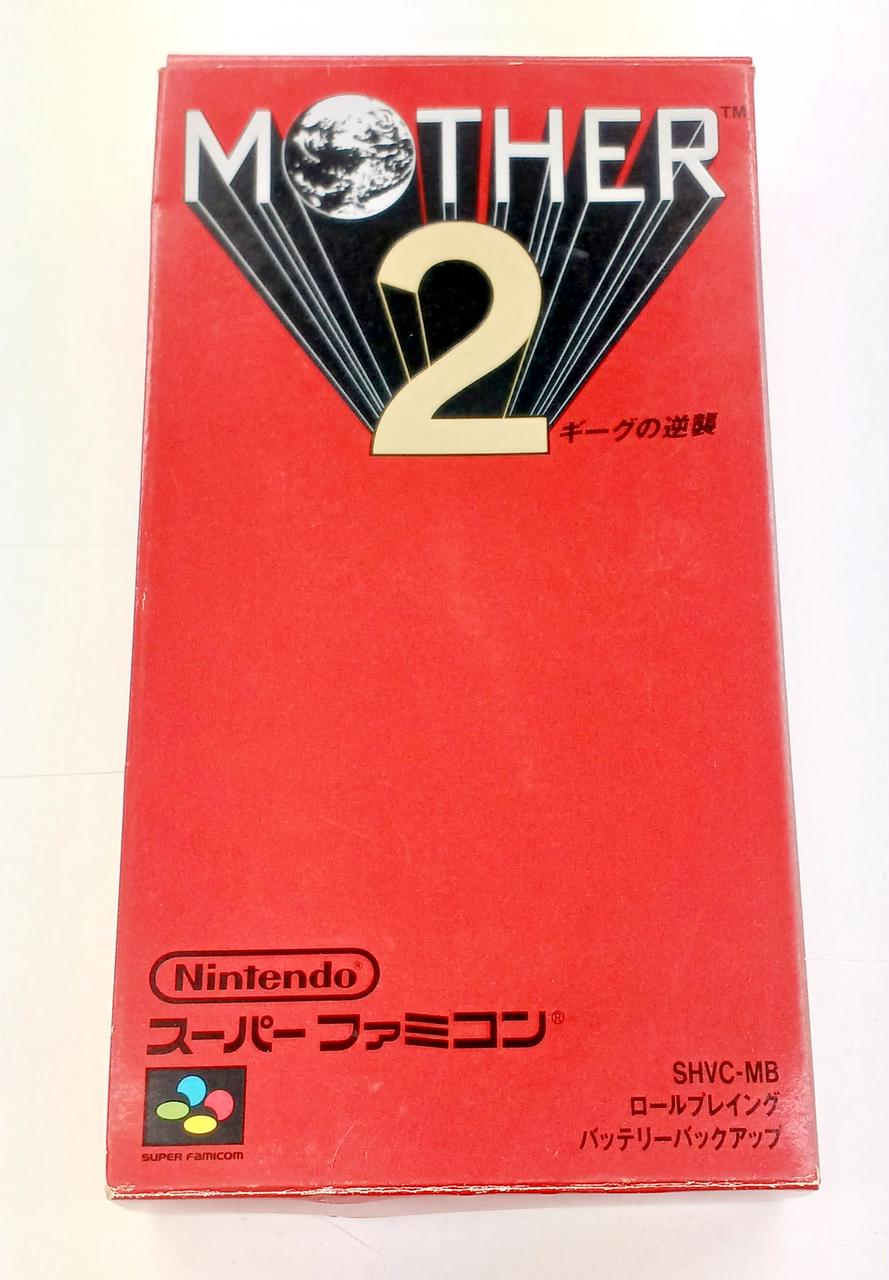 MOTHER™
2
ギーグの逆襲
Nintendo®
スーパーファミコン®
SUPER FAMICOM
SHVC-MB
ロールプレイング
バッテリーバックアップ